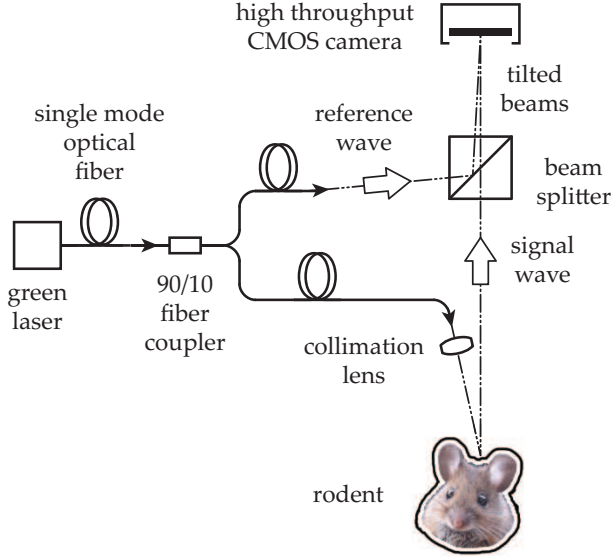 high throughput
CMOS camera
tilted
beams
single mode
optical
fiber
reference
wave
beam
splitter
signal
wave
green
laser
90/10
fiber
coupler
collimation
lens
rodent